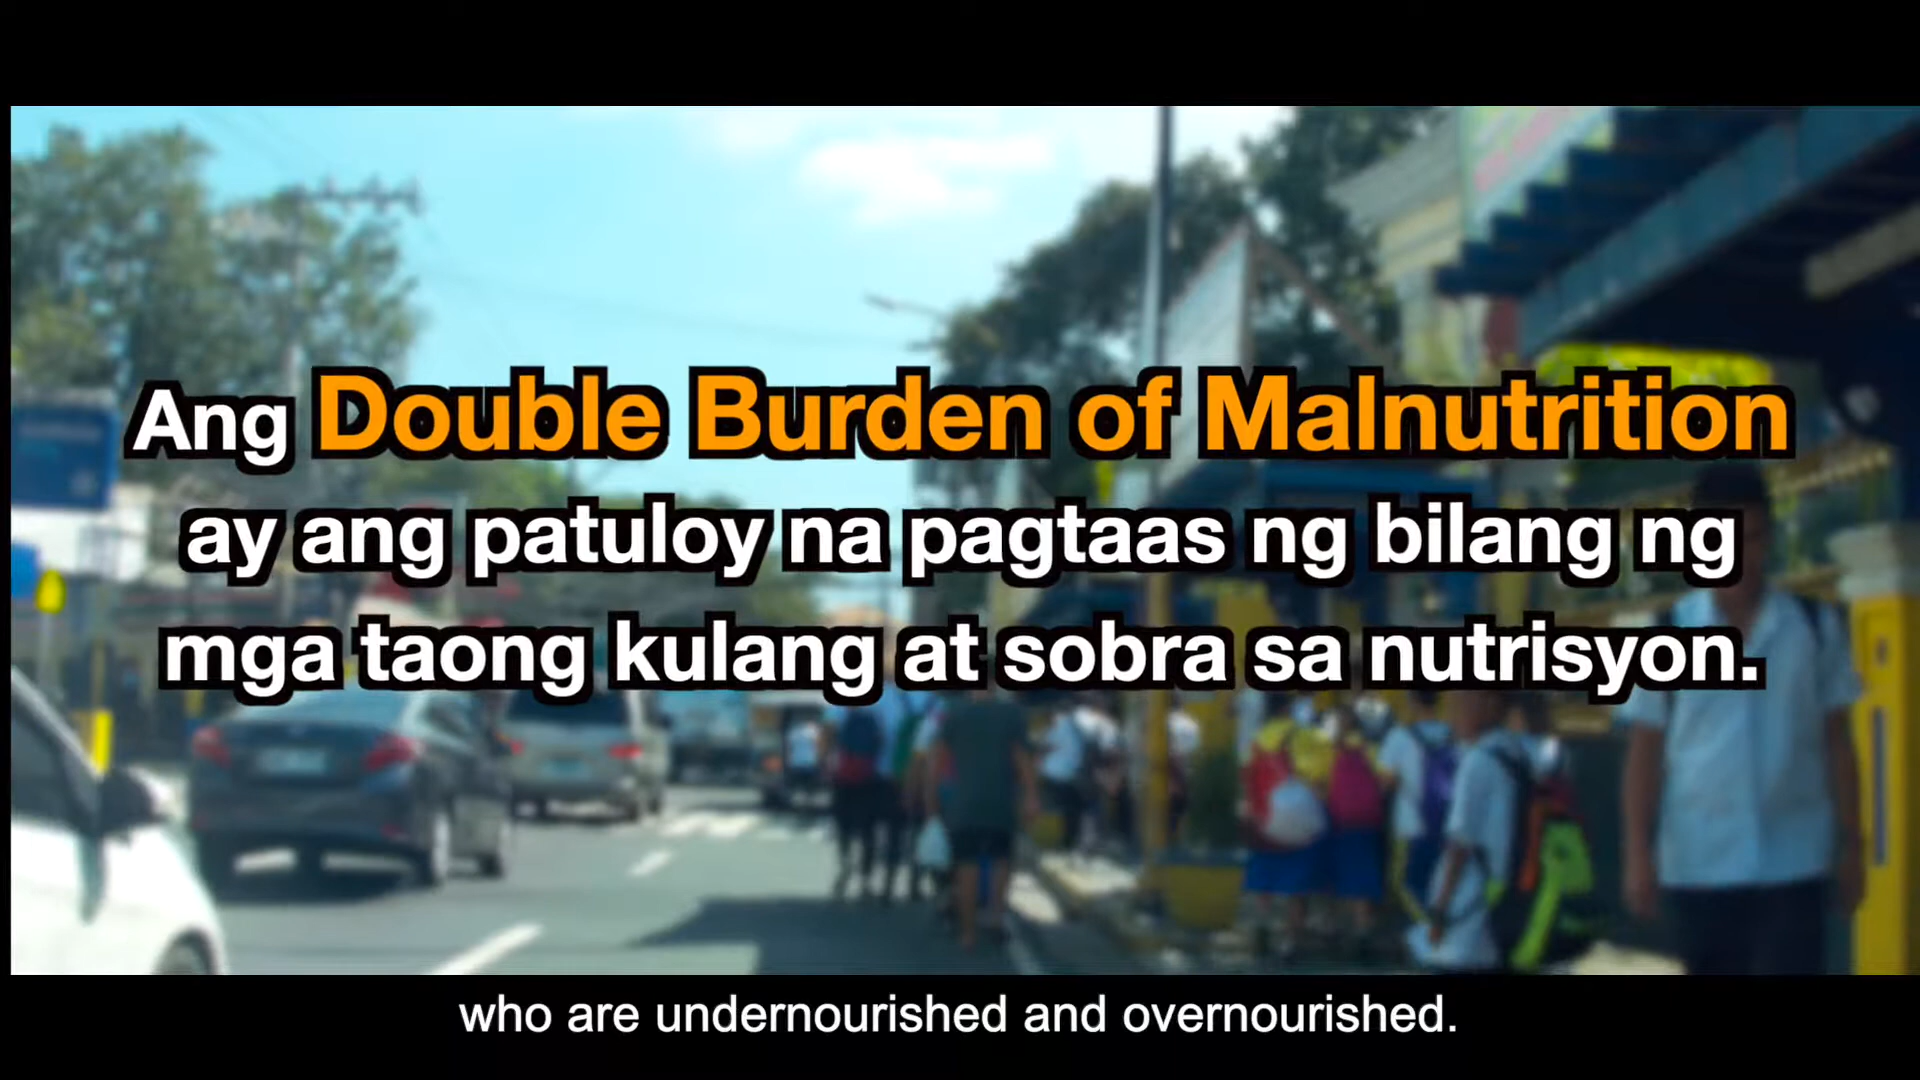 Ang Double Burden of Malnutrition
ay ang patuloy na pagtaas ng bilang ng
mga taong kulang at sobra sa nutrisyon.
who are undernourished and overnourished.